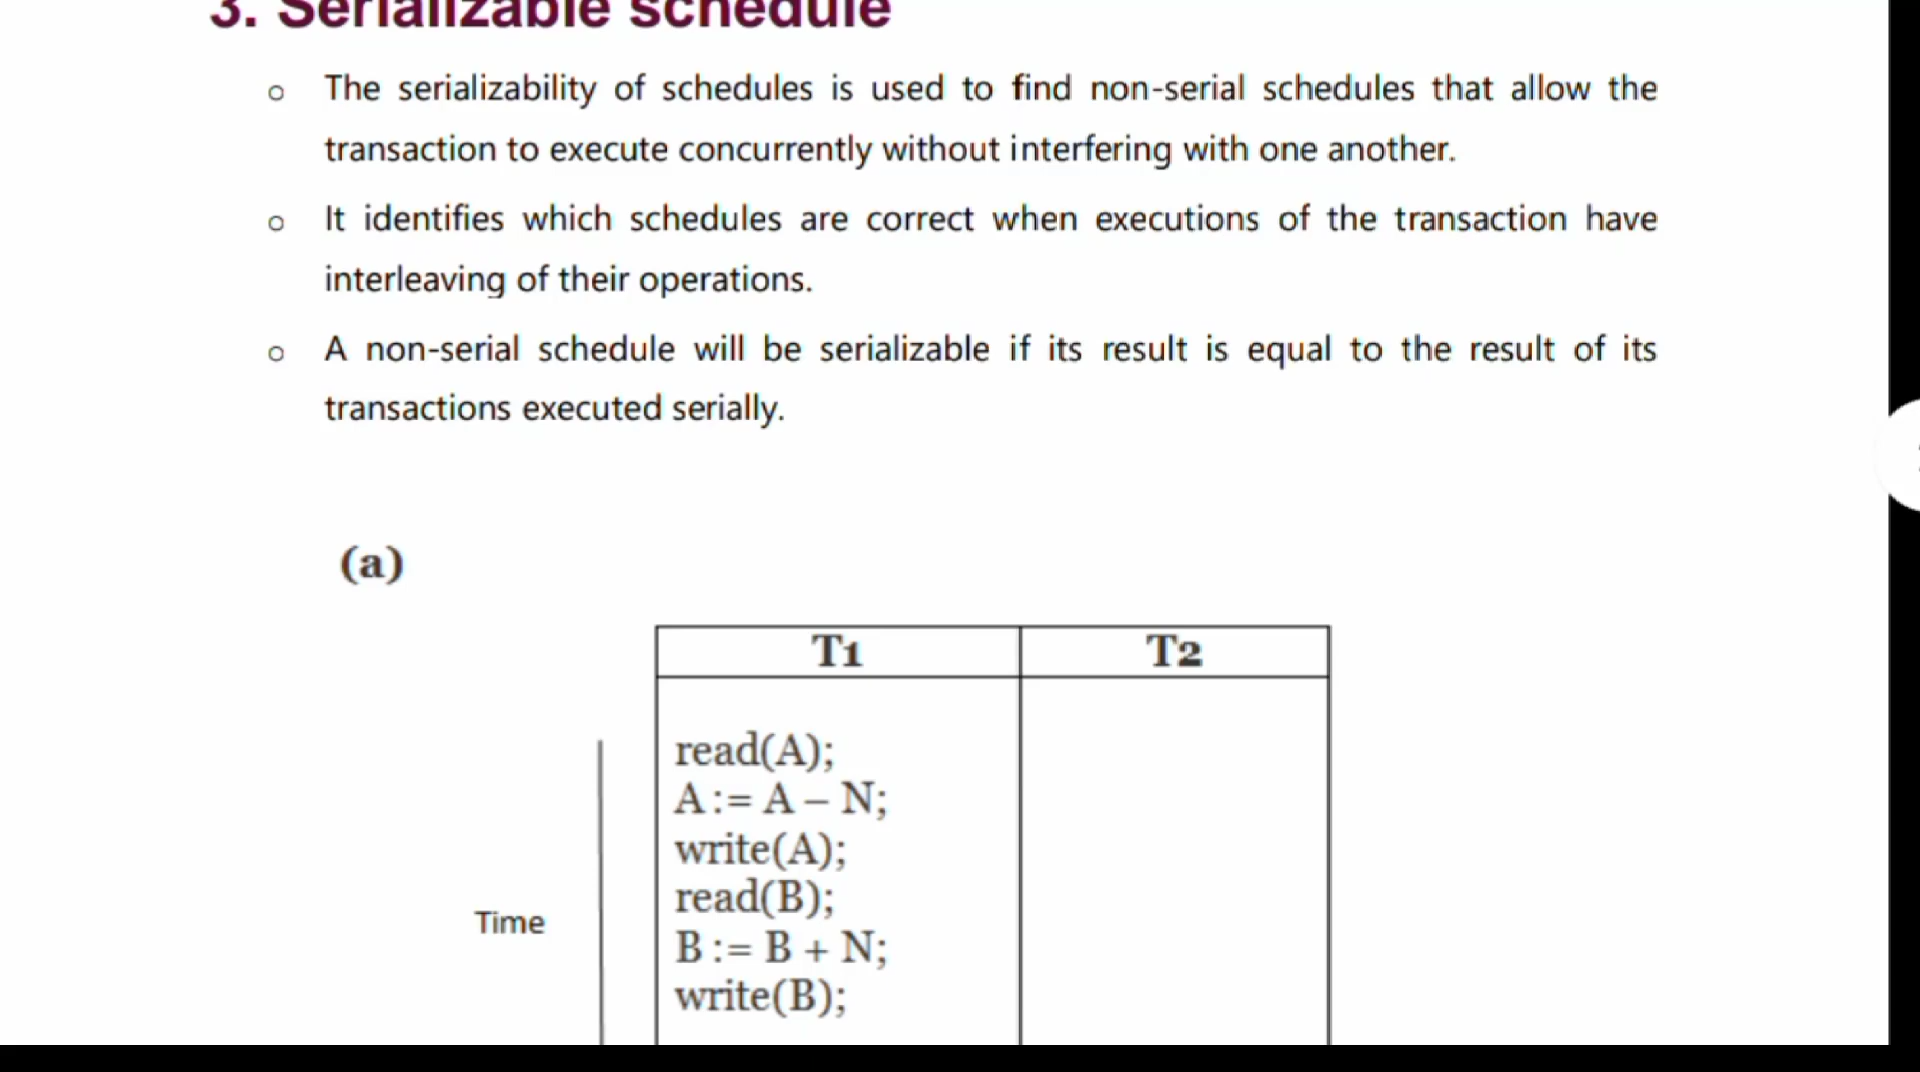 3. Serializable schedule
o The serializability of schedules is used to find non-serial schedules that allow the
transaction to execute concurrently without interfering with one another.
o It identifies which schedules are correct when executions of the transaction have
interleaving of their operations.
o A non-serial schedule will be serializable if its result is equal to the result of its
transactions executed serially.
(a)
T1 T2
read(A);
A := A – N;
write(A);
read(B);
Time
B := B + N;
write(B);